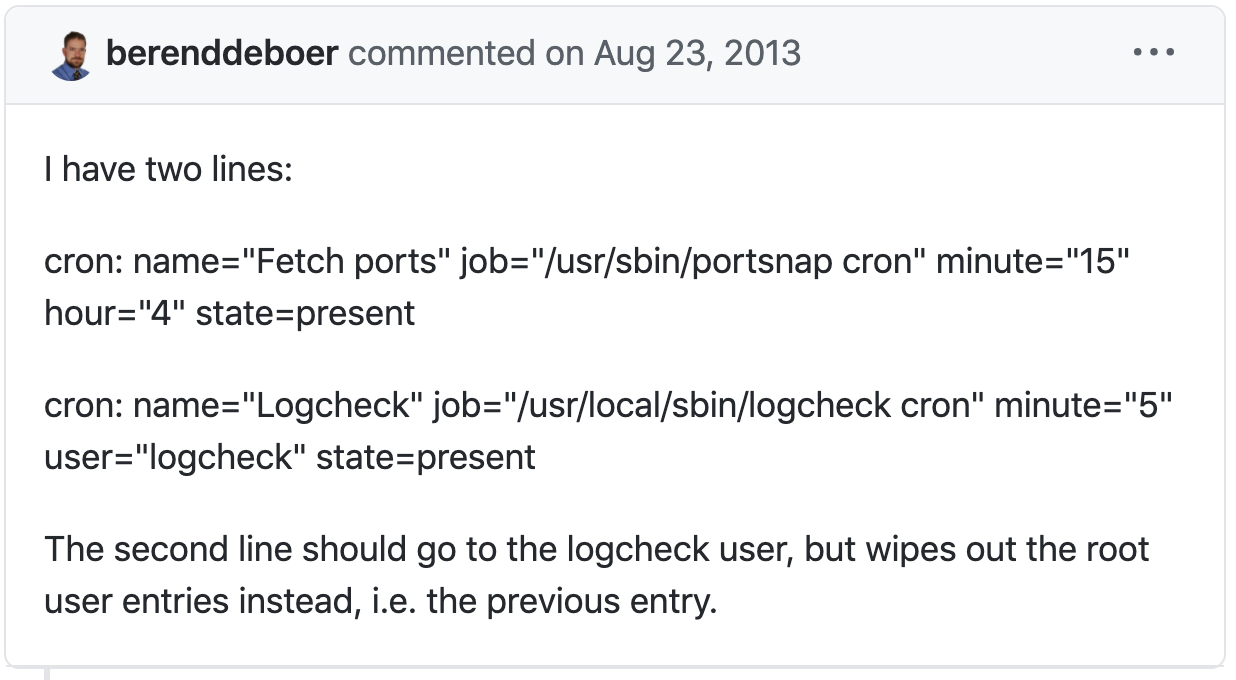 berenddeboer commented on Aug 23, 2013
I have two lines:
cron: name="Fetch ports" job="/usr/sbin/portsnap cron" minute="15"
hour="4" state=present
cron: name="Logcheck" job="/usr/local/sbin/logcheck cron" minute="5"
user="logcheck" state=present
The second line should go to the logcheck user, but wipes out the root
user entries instead, i.e. the previous entry.